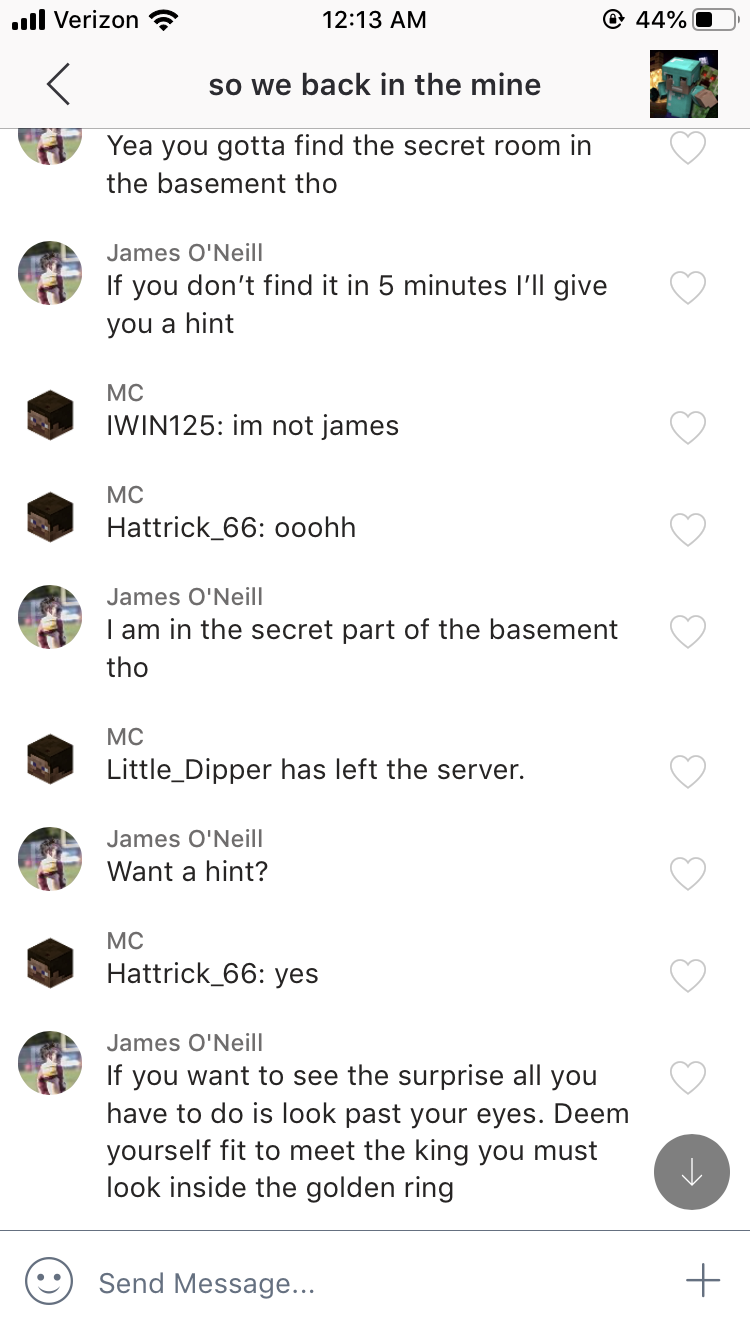 Verizon 12:13 AM 44%
so we back in the mine
Yea you gotta find the secret room in
the basement tho
James O'Neill
If you don’t find it in 5 minutes I’ll give
you a hint
MC
IWIN125: im not james
MC
Hattrick_66: ooohh
James O'Neill
I am in the secret part of the basement
tho
MC
Little_Dipper has left the server.
James O'Neill
Want a hint?
MC
Hattrick_66: yes
James O'Neill
If you want to see the surprise all you
have to do is look past your eyes. Deem
yourself fit to meet the king you must
look inside the golden ring
Send Message...